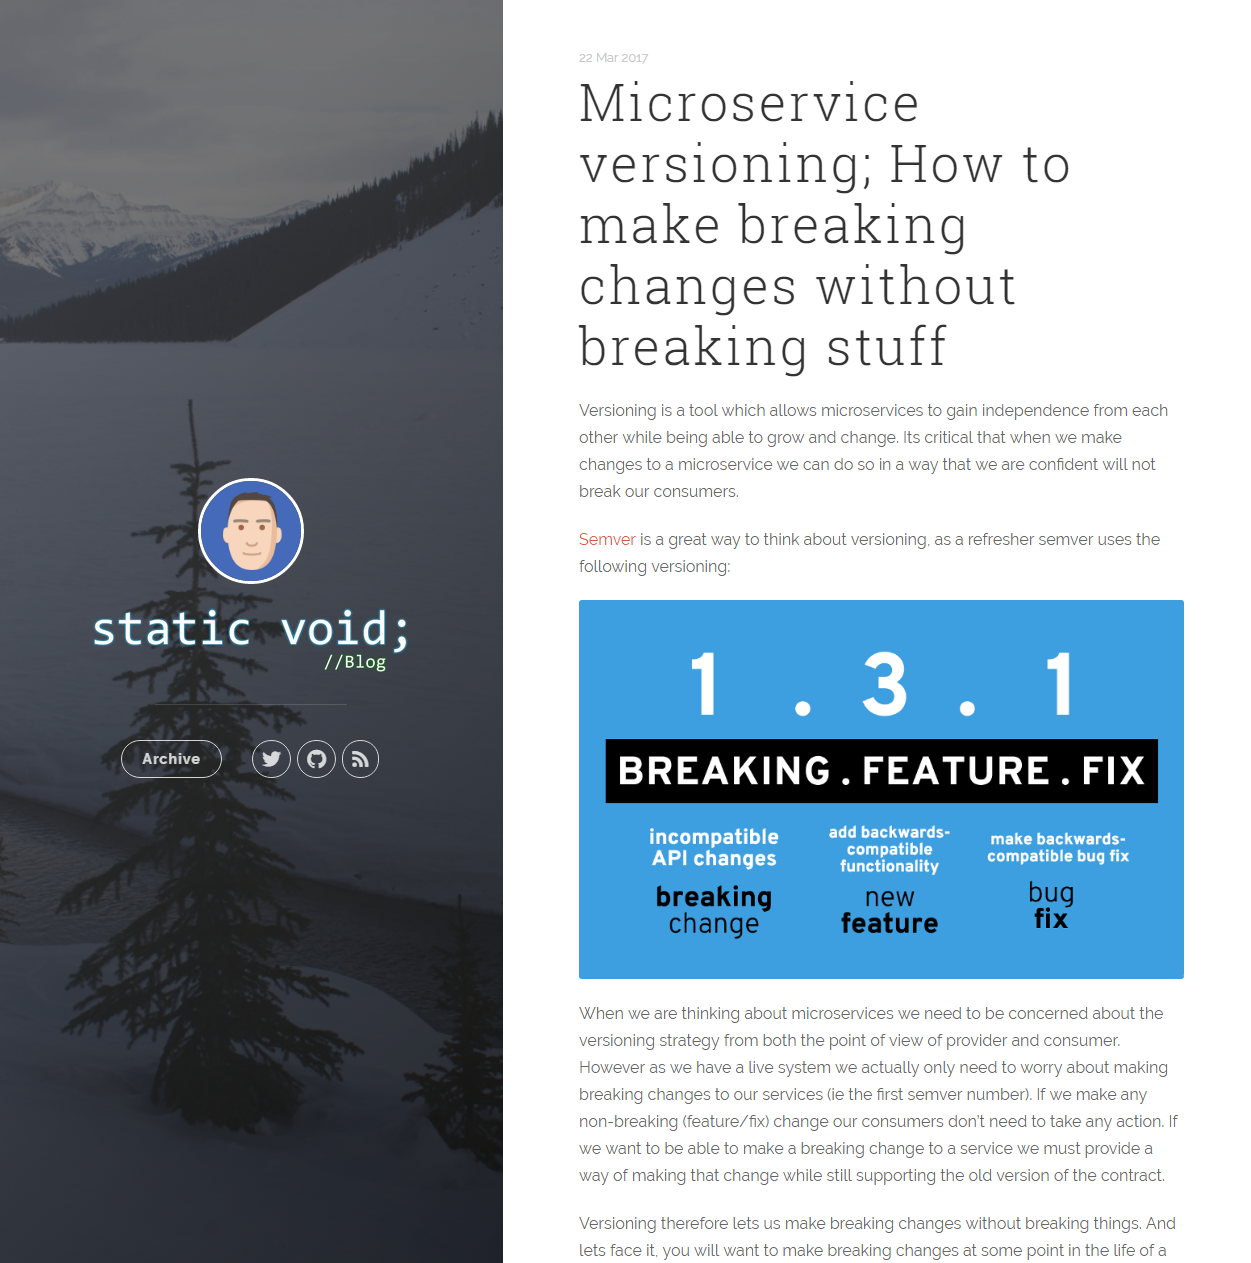 static void;
//Blog
Archive
22 Mar 2017
Microservice
versioning; How to
make breaking
changes without
breaking stuff
Versioning is a tool which allows microservices to gain independence from each
other while being able to grow and change. Its critical that when we make
changes to a microservice we can do so in a way that we are confident will not
break our consumers.
Semver is a great way to think about versioning, as a refresher semver uses the
following versioning:
1 . 3 . 1
BREAKING . FEATURE . FIX
incompatible
API changes
breaking
change
add backwards-
compatible
functionality
new
feature
make backwards-
compatible bug fix
bug
fix
When we are thinking about microservices we need to be concerned about the
versioning strategy from both the point of view of provider and consumer.
However as we have a live system we actually only need to worry about making
breaking changes to our services (ie the first semver number). If we make any
non-breaking (feature/fix) change our consumers don’t need to take any action. If
we want to be able to make a breaking change to a service we must provide a
way of making that change while still supporting the old version of the contract.
Versioning therefore lets us make breaking changes without breaking things. And
lets face it, you will want to make breaking changes at some point in the life of a